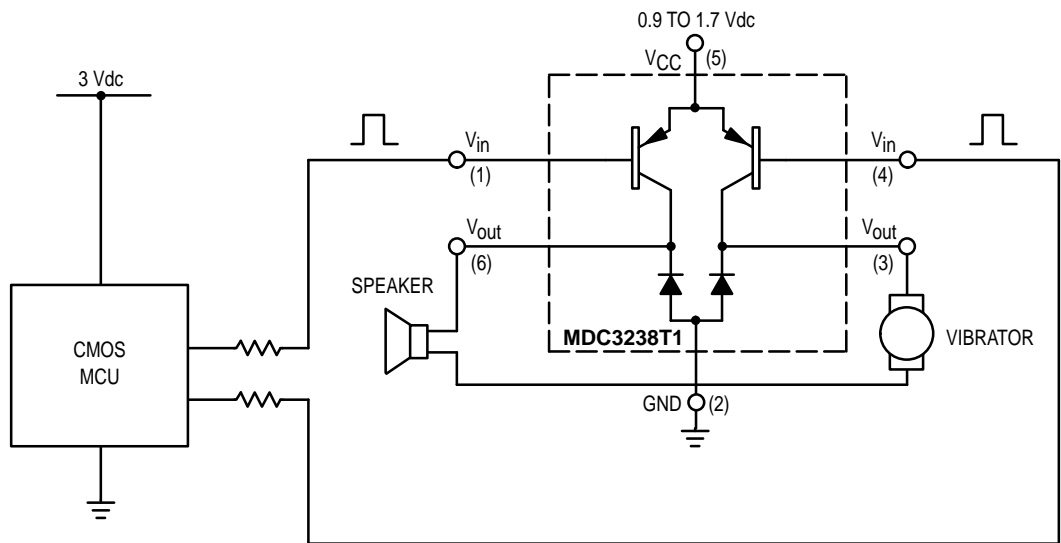 0.9 TO 1.7 Vdc
VCC
(5)
3 Vdc
Vin
(1)
Vin
(4)
Vout
(6)
Vout
(3)
SPEAKER
MDC3238T1
VIBRATOR
CMOS
MCU
GND
(2)